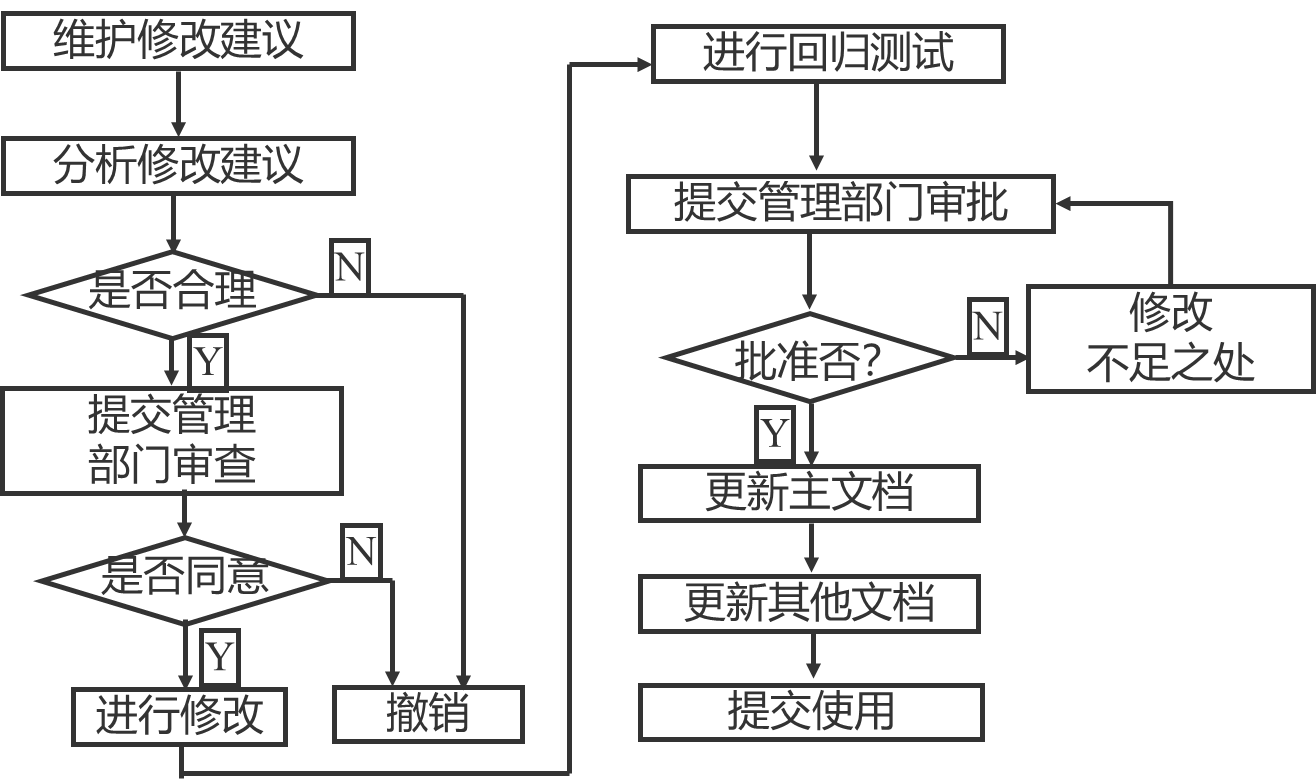 维护修改建议
分析修改建议
是否合理
N
Y
提交管理
部门审查
是否同意
N
Y
进行修改
撤销
进行回归测试
提交管理部门审批
批准否?
N
修改
不足之处
Y
更新主文档
更新其他文档
提交使用